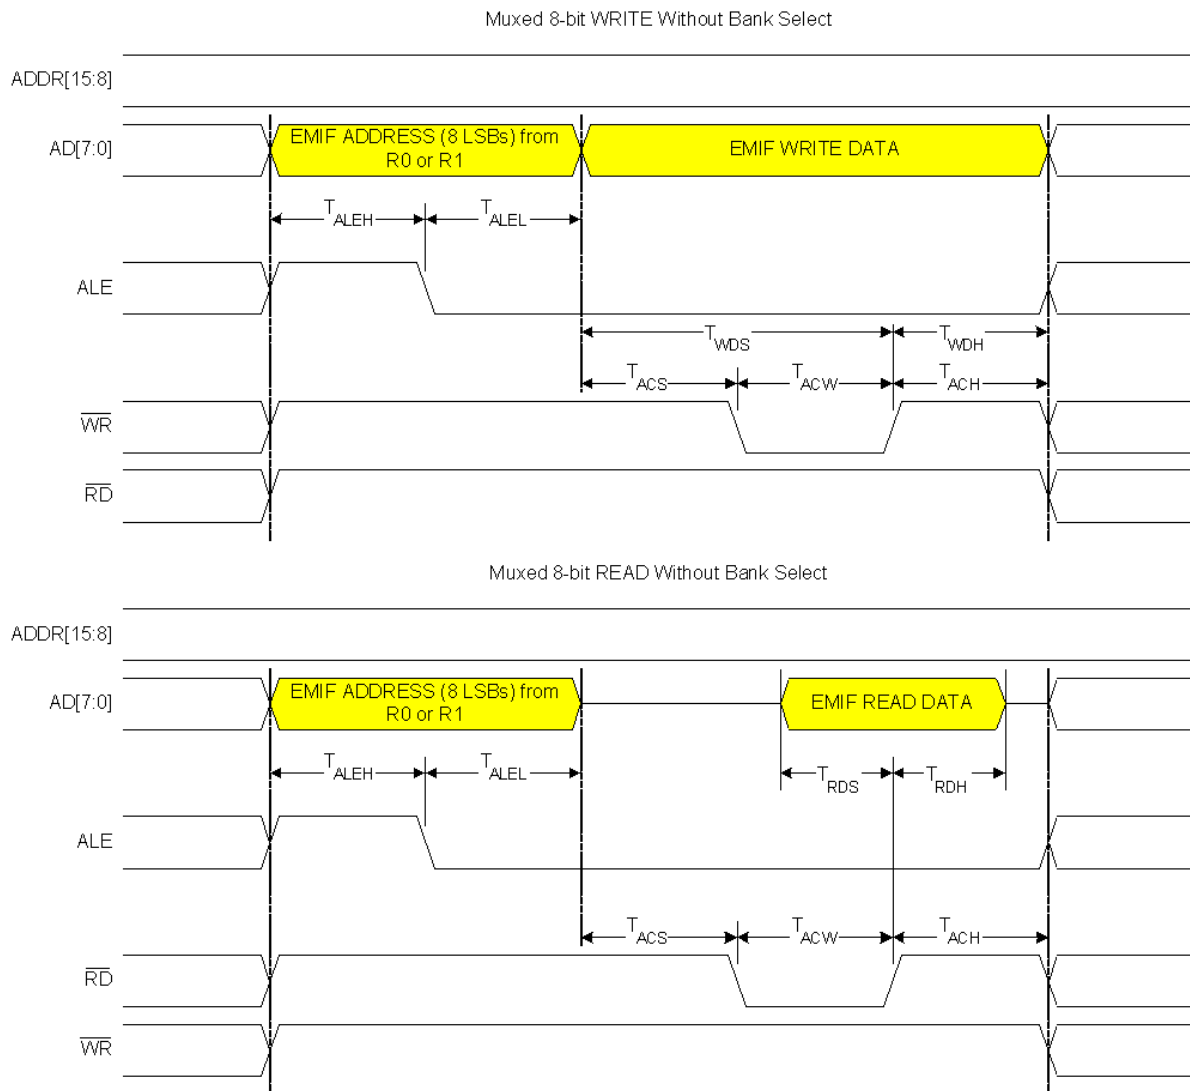 Muxed 8-bit WRITE Without Bank Select
ADDR[15:8]
AD[7:0]
EMIF ADDRESS (8 LSBs) from
R0 or R1
EMIF WRITE DATA
TALEH
TALEL
ALE
TWDS
TWDH
TACS
TACW
TACH
WR
RD
Muxed 8-bit READ Without Bank Select
ADDR[15:8]
AD[7:0]
EMIF ADDRESS (8 LSBs) from
R0 or R1
EMIF READ DATA
TALEH
TALEL
TRDS
TRDH
ALE
TACS
TACW
TACH
RD
WR